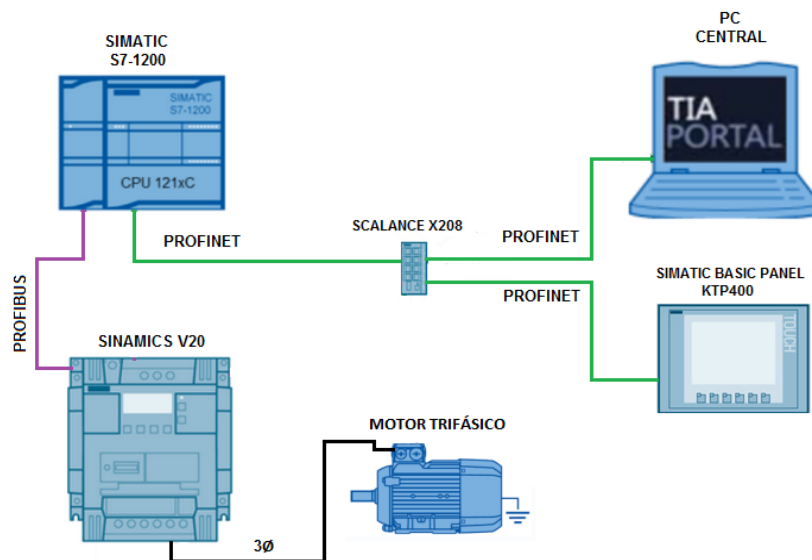 SIMATIC
S7-1200
SIMATIC
S7-1200
CPU 121xC
PC
CENTRAL
TIA
PORTAL
PROFINET
SCALANCE X208
PROFINET
PROFINET
SIMATIC BASIC PANEL
KTP400
TOUCH
PROFIBUS
SINAMICS V20
MOTOR TRIFÁSICO
3Ø